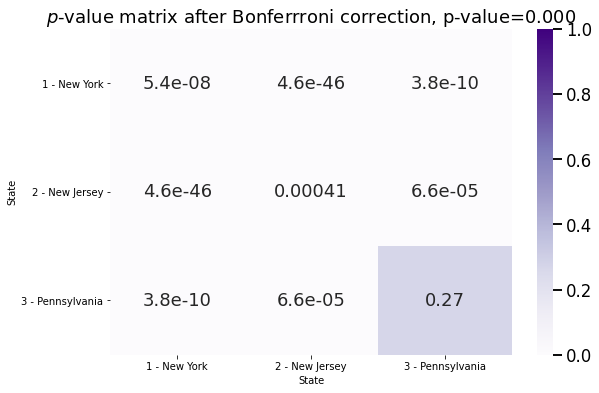 p-value matrix after Bonferrroni correction, p-value=0.000
1.0
1 - New York 5.4e-08 4.6e-46 3.8e-10
0.8
0.6
State
2 - New Jersey 4.6e-46 0.00041 6.6e-05
0.4
0.2
3 - Pennsylvania 3.8e-10 6.6e-05 0.27
0.0
1 - New York 2 - New Jersey 3 - Pennsylvania
State